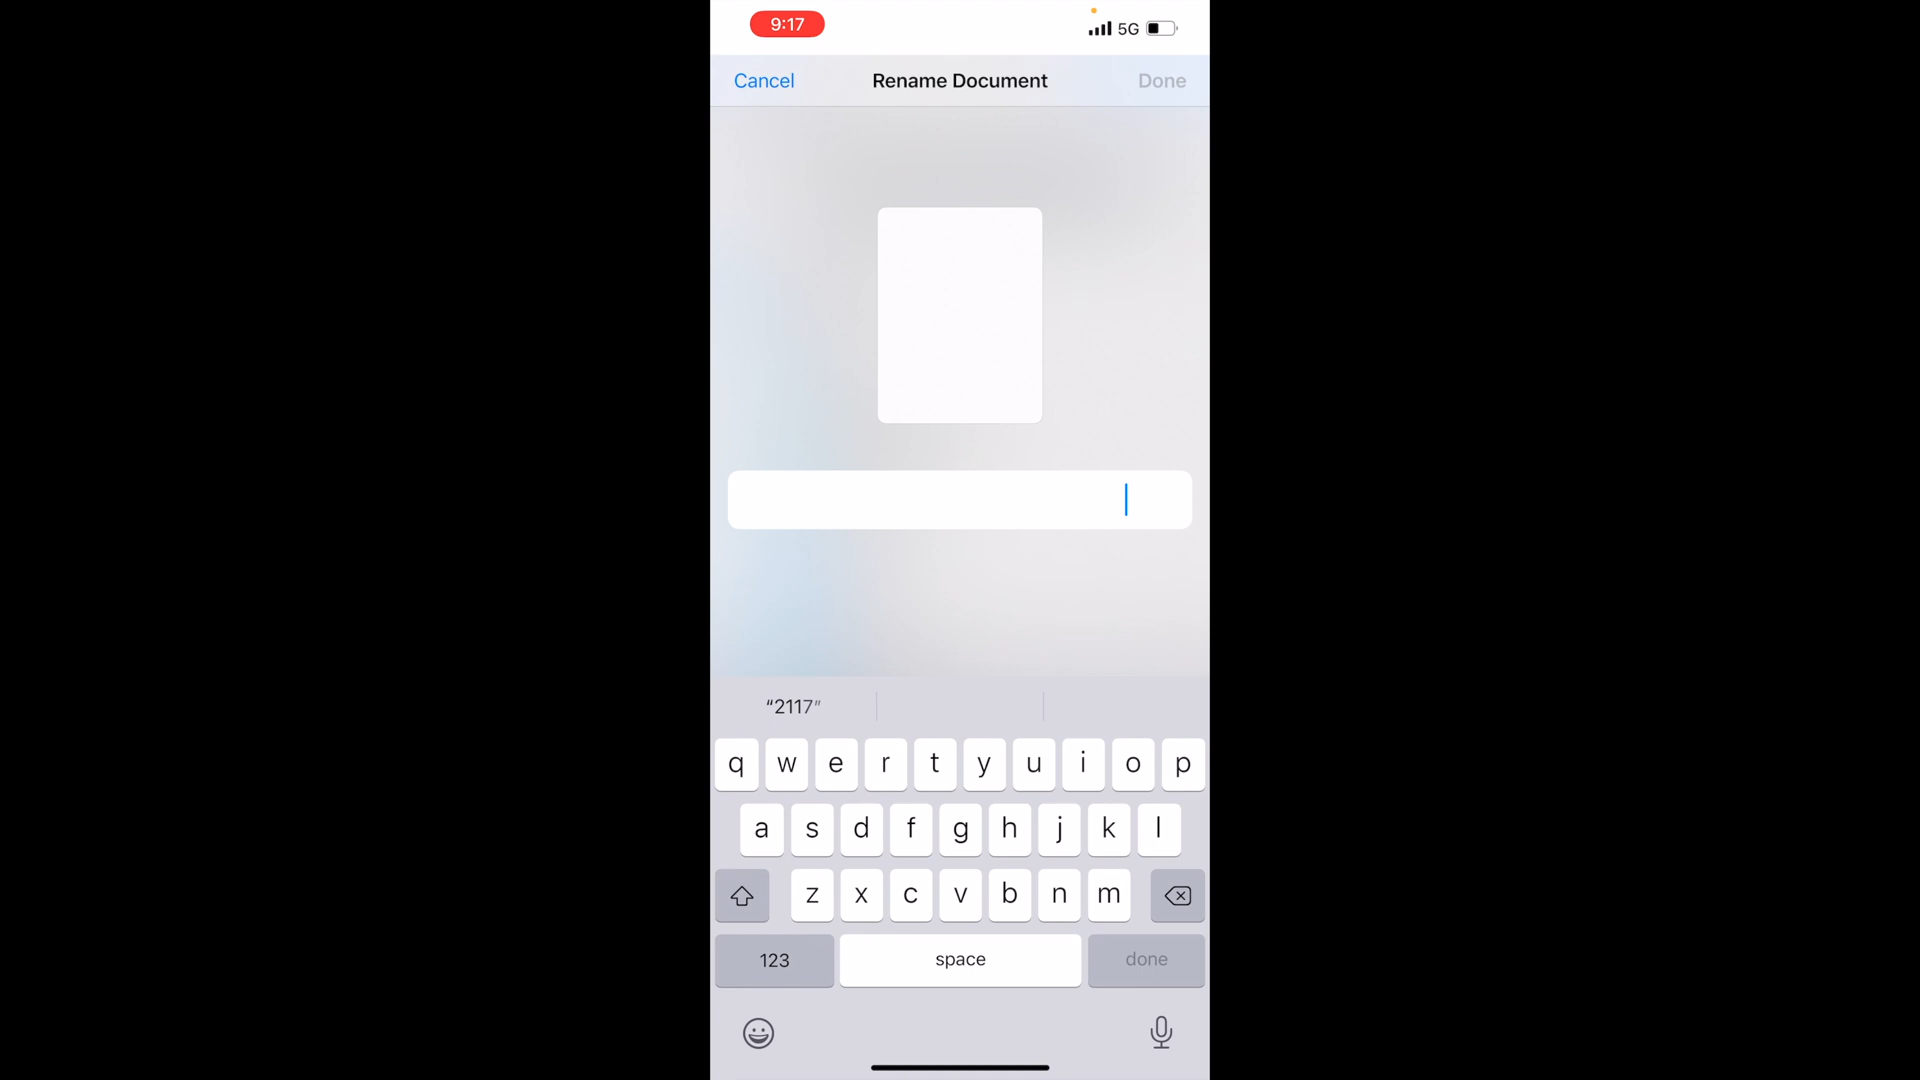 9:17
5G
Cancel Rename Document Done
“2117”
q w e r t y u i o p
a s d f g h j k l
z x c v b n m
123 space done